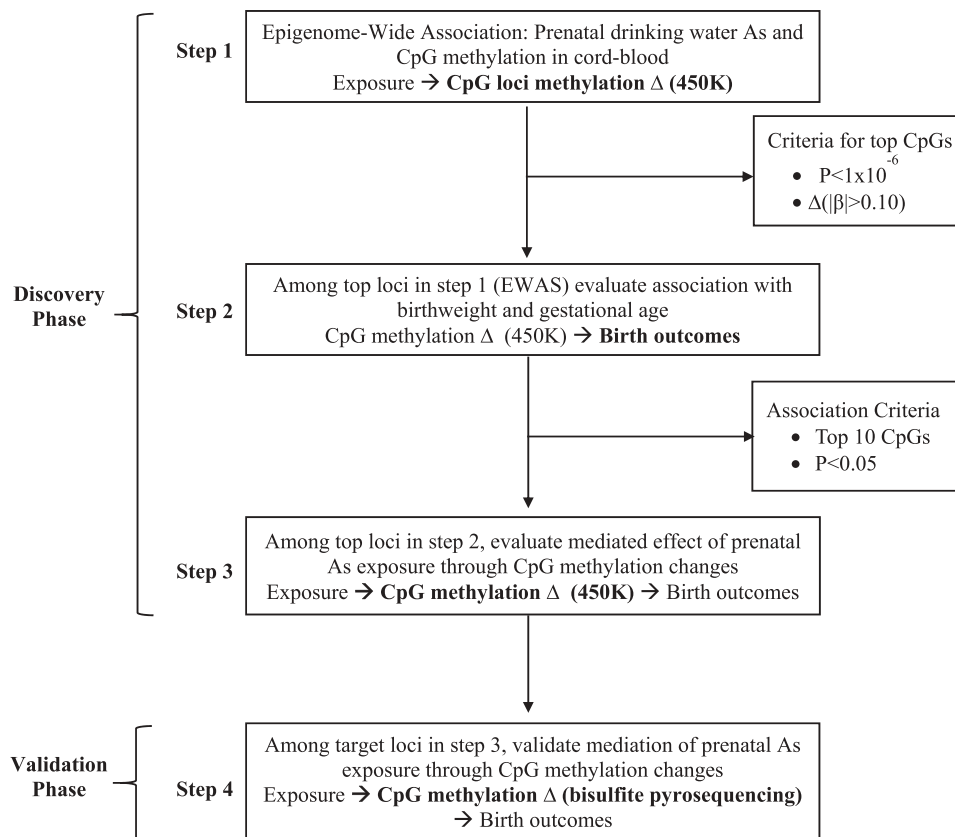 Step 1
Epigenome-Wide Association: Prenatal drinking water As and
CpG methylation in cord-blood
Exposure → CpG loci methylation Δ (450K)
Criteria for top CpGs
• P<1x10^-6
• Δ(|β|>0.10)
Discovery
Phase
Step 2
Among top loci in step 1 (EWAS) evaluate association with
birthweight and gestational age
CpG methylation Δ (450K) → Birth outcomes
Association Criteria
• Top 10 CpGs
• P<0.05
Step 3
Among top loci in step 2, evaluate mediated effect of prenatal
As exposure through CpG methylation changes
Exposure → CpG methylation Δ (450K) → Birth outcomes
Validation
Phase
Step 4
Among target loci in step 3, validate mediation of prenatal As
exposure through CpG methylation changes
Exposure → CpG methylation Δ (bisulfite pyrosequencing)
→ Birth outcomes